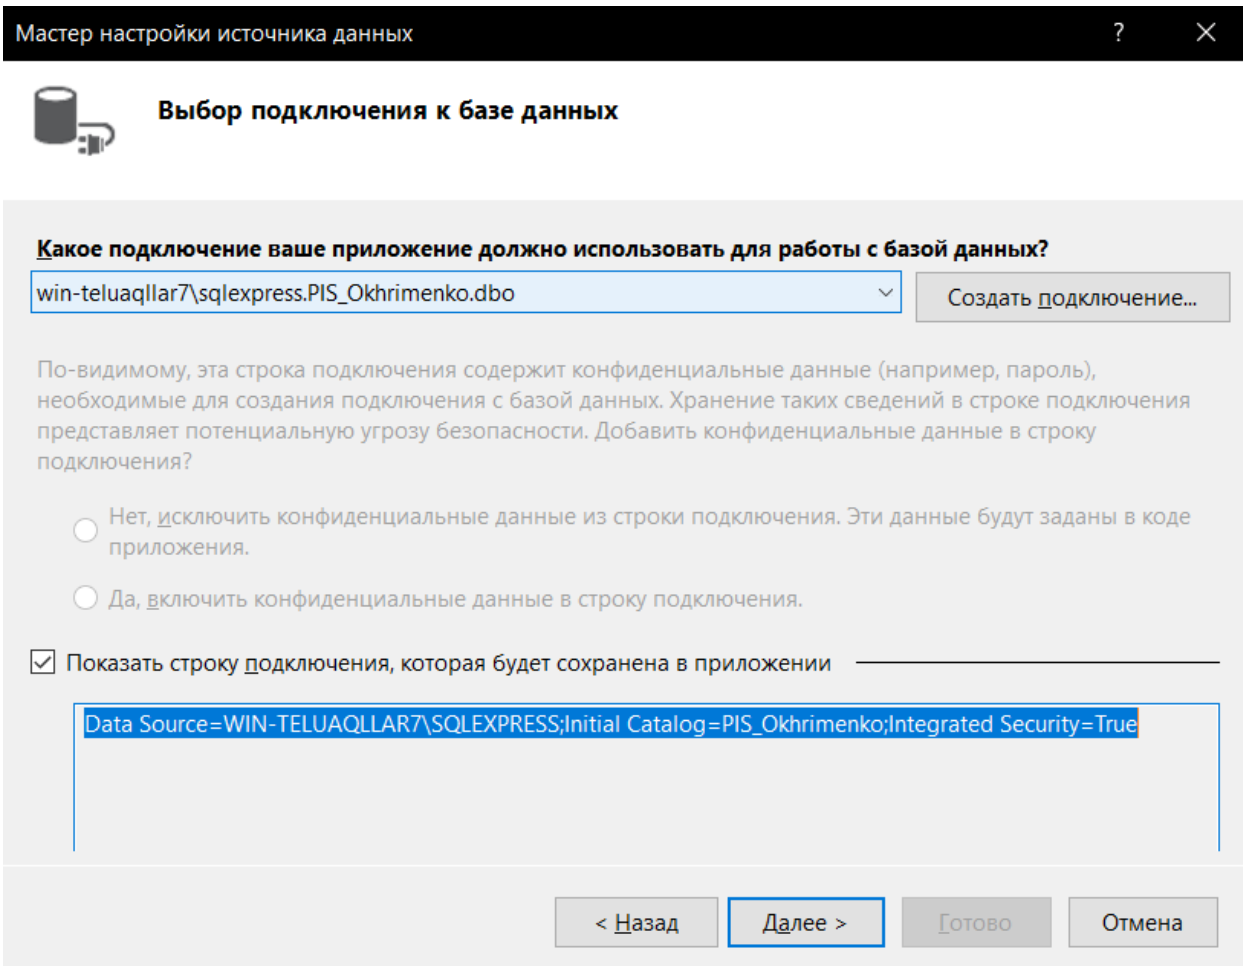 Мастер настройки источника данных
?
Выбор подключения к базе данных
Какое подключение ваше приложение должно использовать для работы с базой данных?
win-teluaqllar7\sqlexpress.PIS_Okhrimenko.dbo
Создать подключение...
По-видимому, эта строка подключения содержит конфиденциальные данные (например, пароль),
необходимые для создания подключения с базой данных. Хранение таких сведений в строке подключения
представляет потенциальную угрозу безопасности. Добавить конфиденциальные данные в строку
подключения?
Нет, исключить конфиденциальные данные из строки подключения. Эти данные будут заданы в коде
приложения.
Да, включить конфиденциальные данные в строку подключения.
Показать строку подключения, которая будет сохранена в приложении
Data Source=WIN-TELUAQLLAR7\SQLEXPRESS;Initial Catalog=PIS_Okhrimenko;Integrated Security=True
< Назад
Далее >
Готово
Отмена